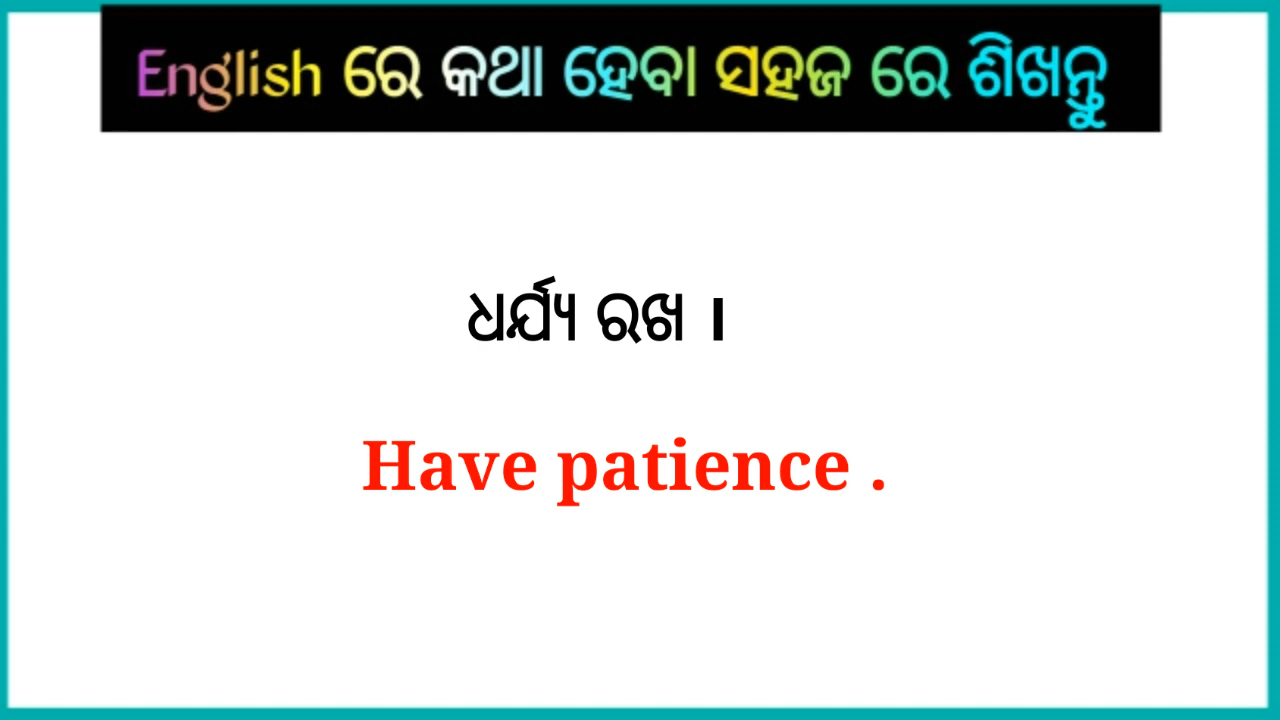 English ରେ କଥା ହେବା ସହଜ ରେ ଶିଖନ୍ତୁ
ଧର୍ଯ୍ୟ ରଖ ।
Have patience .